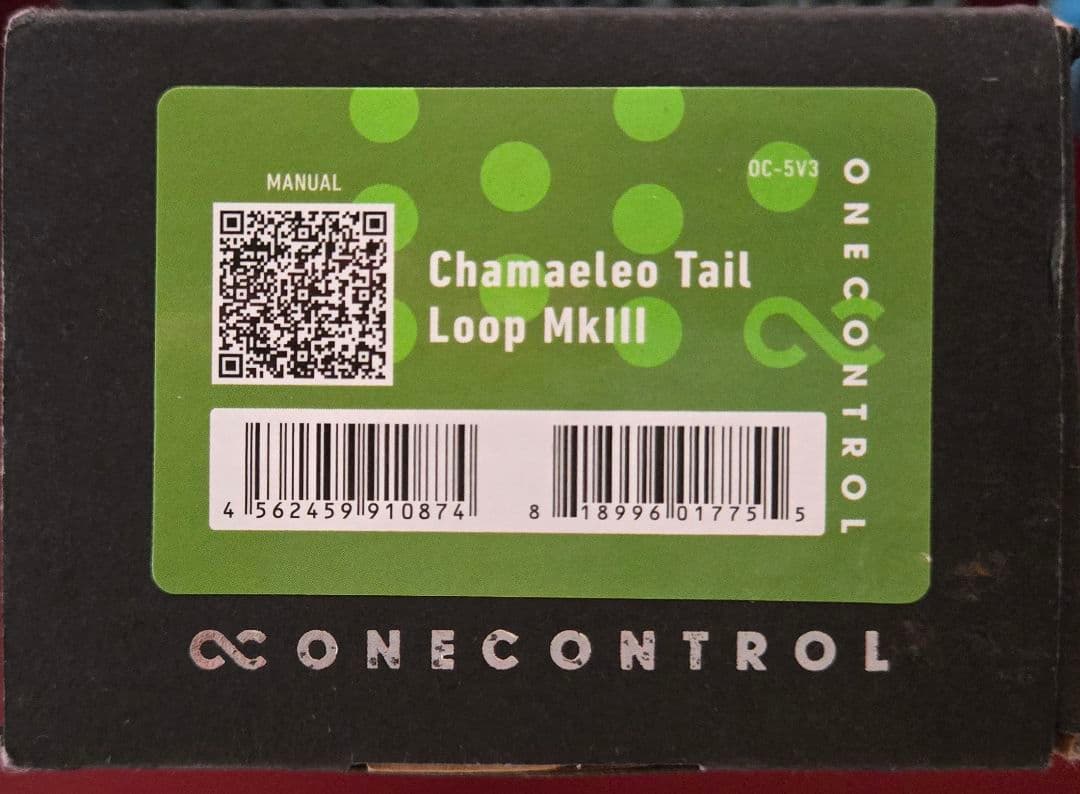 MANUAL
OC-5V3
Chamaeleo Tail
Loop MkIII
ONECONTROL
4 562459 910874
8 18996 01775 5
ONECONTROL